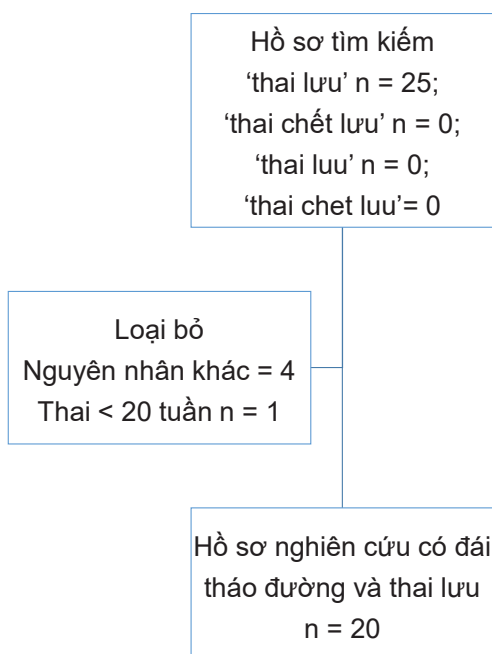 Hồ sơ tìm kiếm
‘thai lưu’ n = 25;
‘thai chết lưu’ n = 0;
‘thai luu’ n = 0;
‘thai chet luu’= 0
Loại bỏ
Nguyên nhân khác = 4
Thai < 20 tuần n = 1
Hồ sơ nghiên cứu có đái
tháo đường và thai lưu
n = 20